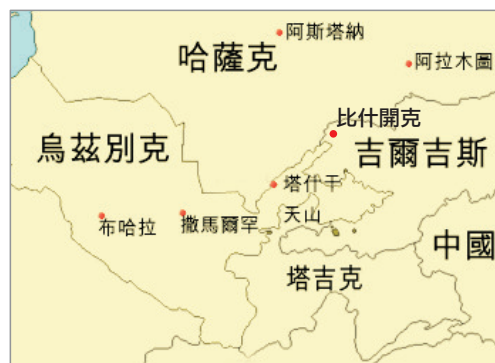 阿斯塔納
哈薩克
阿拉木圖
比什開克
烏茲別克
吉爾吉斯
塔什干
布哈拉
撒馬爾罕
天山
中國
塔吉克